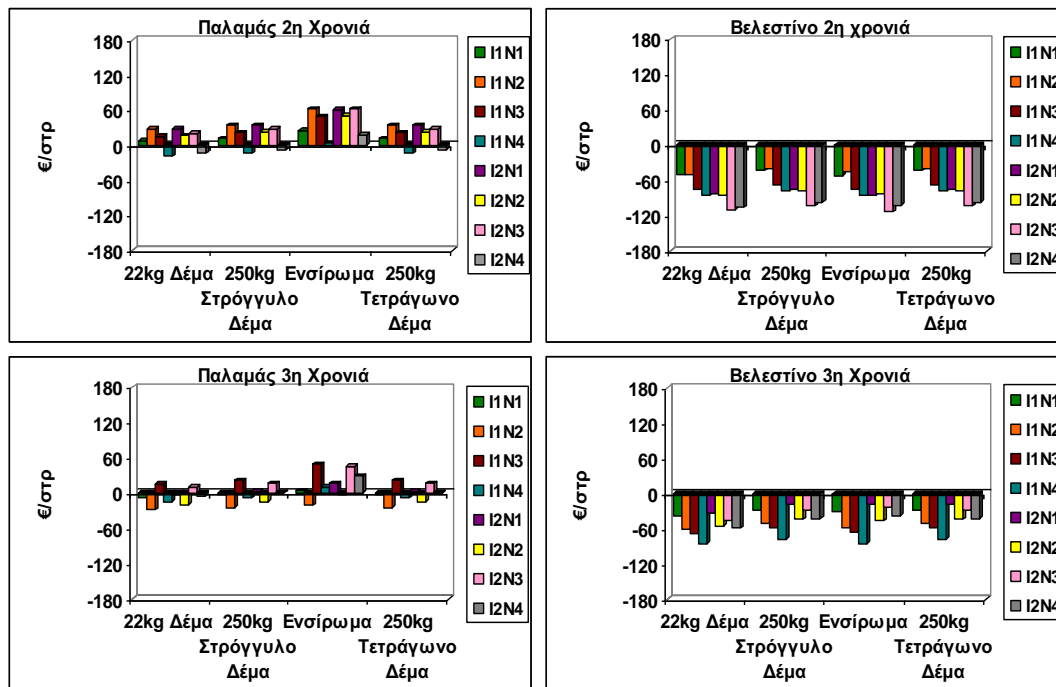 Παλαμάς 2η Χρονιά
€/στρ
180
120
60
0
-60
-120
-180
22kg Δέμα
250kg Στρόγγυλο Δέμα
Ενσίρωμα
250kg Τετράγωνο Δέμα
I1N1
I1N2
I1N3
I1N4
I2N1
I2N2
I2N3
I2N4
Βελεστίνο 2η χρονιά
€/στρ
180
120
60
0
-60
-120
-180
22kg Δέμα
250kg Στρόγγυλο Δέμα
Ενσίρωμα
250kg Τετράγωνο Δέμα
I1N1
I1N2
I1N3
I1N4
I2N1
I2N2
I2N3
I2N4
Παλαμάς 3η Χρονιά
€/στρ
180
120
60
0
-60
-120
-180
22kg Δέμα
250kg Στρόγγυλο Δέμα
Ενσίρωμα
250kg Τετράγωνο Δέμα
I1N1
I1N2
I1N3
I1N4
I2N1
I2N2
I2N3
I2N4
Βελεστίνο 3η Χρονιά
€/στρ
180
120
60
0
-60
-120
-180
22kg Δέμα
250kg Στρόγγυλο Δέμα
Ενσίρωμα
250kg Τετράγωνο Δέμα
I1N1
I1N2
I1N3
I1N4
I2N1
I2N2
I2N3
I2N4